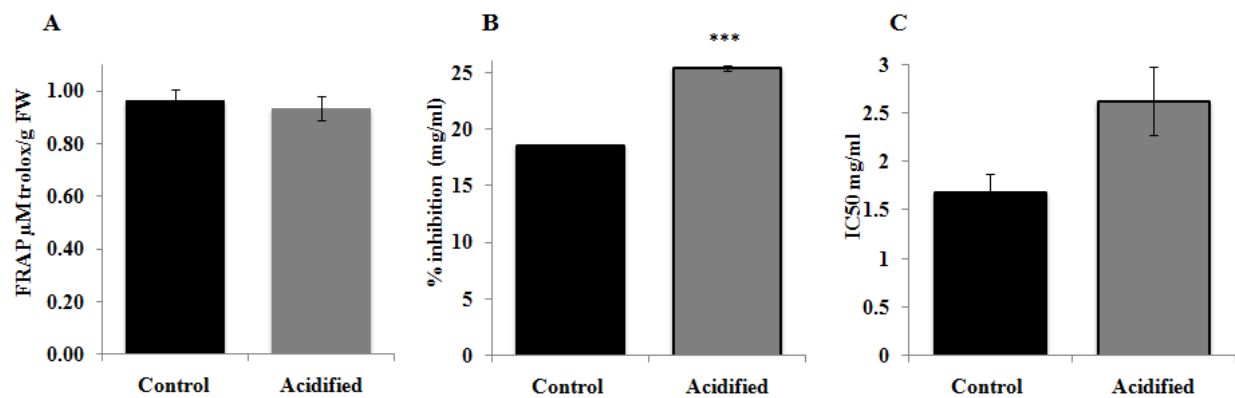 A
FRAP µM trolox/g FW
1.00
0.80
0.60
0.40
0.20
0.00
Control
Acidified
B
***
% inhibition (mg/ml)
25
20
15
10
5
0
Control
Acidified
C
IC50 mg/ml
3
2.5
2
1.5
1
0.5
0
Control
Acidified